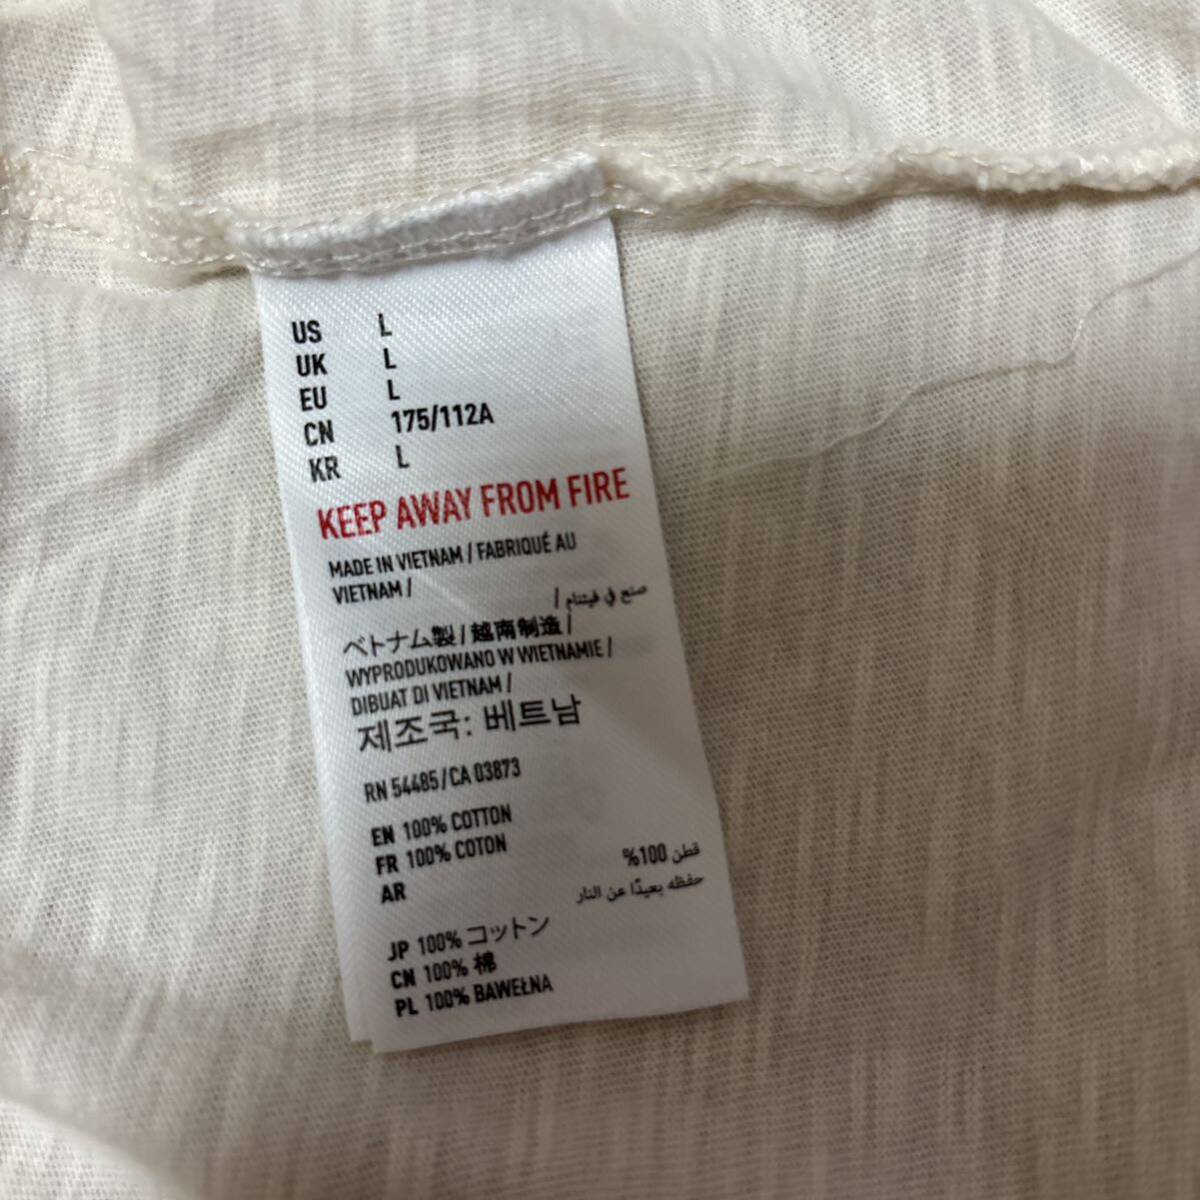 US L
UK L
EU L
CN 175/112A
KR L
KEEP AWAY FROM FIRE
MADE IN VIETNAM / FABRIQUÉ AU
VIETNAM /
صنع في فيتنام /
ベトナム製 / 越南制造 /
WYPRODUKOWANO W WIETNAMIE /
DIBUAT DI VIETNAM /
제조국: 베트남
RN 54485 / CA 03873
EN 100% COTTON
FR 100% COTON
AR قطن 100%
حفظه بعيدًا عن النار
JP 100% コットン
CN 100% 棉
PL 100% BAWEŁNA